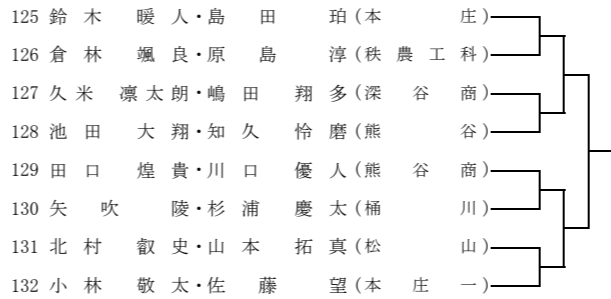 125 鈴木 暖人・島田 珀(本庄)
126 倉林 颯良・原島 淳(秩農工科)
127 久米 凛太朗・嶋田 翔多(深谷商)
128 池田 大翔・知久 怜磨(熊谷)
129 田口 煌貴・川口 優人(熊谷商)
130 矢吹 陵・杉浦 慶太(桶川)
131 北村 叡史・山本 拓真(松山)
132 小林 敬太・佐藤 望(本庄一)